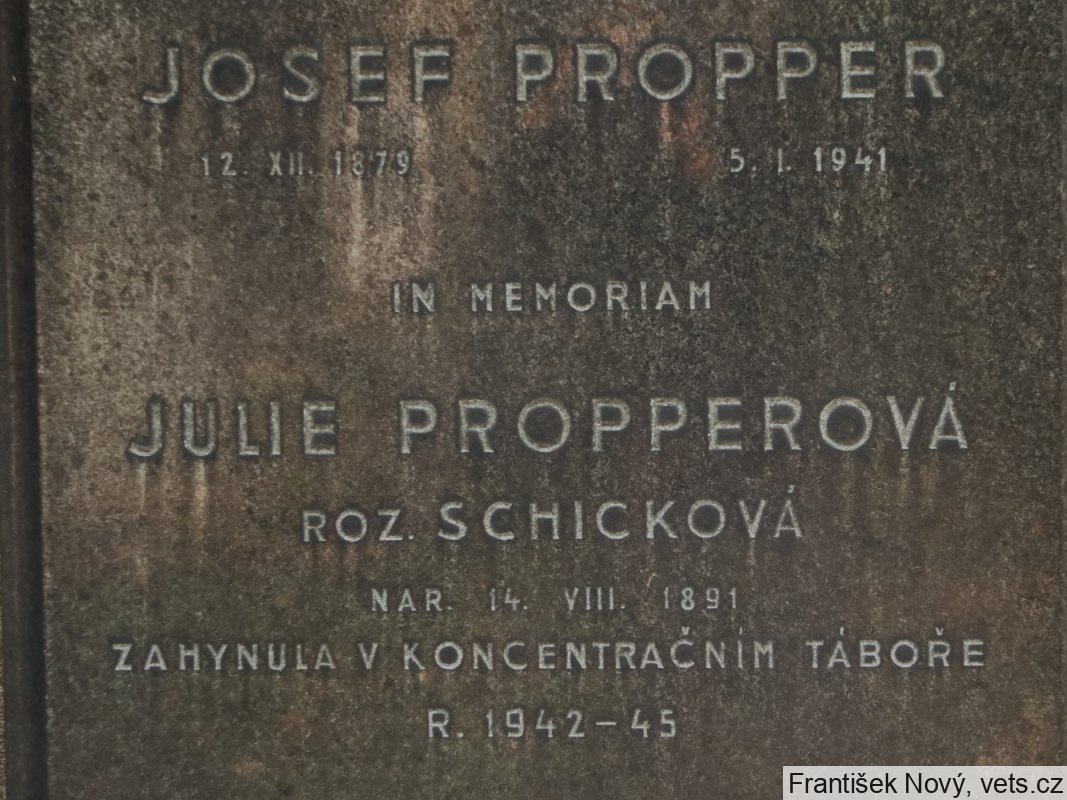 JOSEF PROPPER
12. XII. 1879 5. I. 1941
IN MEMORIAM
JULIE PROPPEROVÁ
ROZ. SCHICKOVÁ
NAR. 14. VIII. 1891
ZAHYNULA V KONCENTRAČNÍM TÁBOŘE
R. 1942-45
František Nový, vets.cz